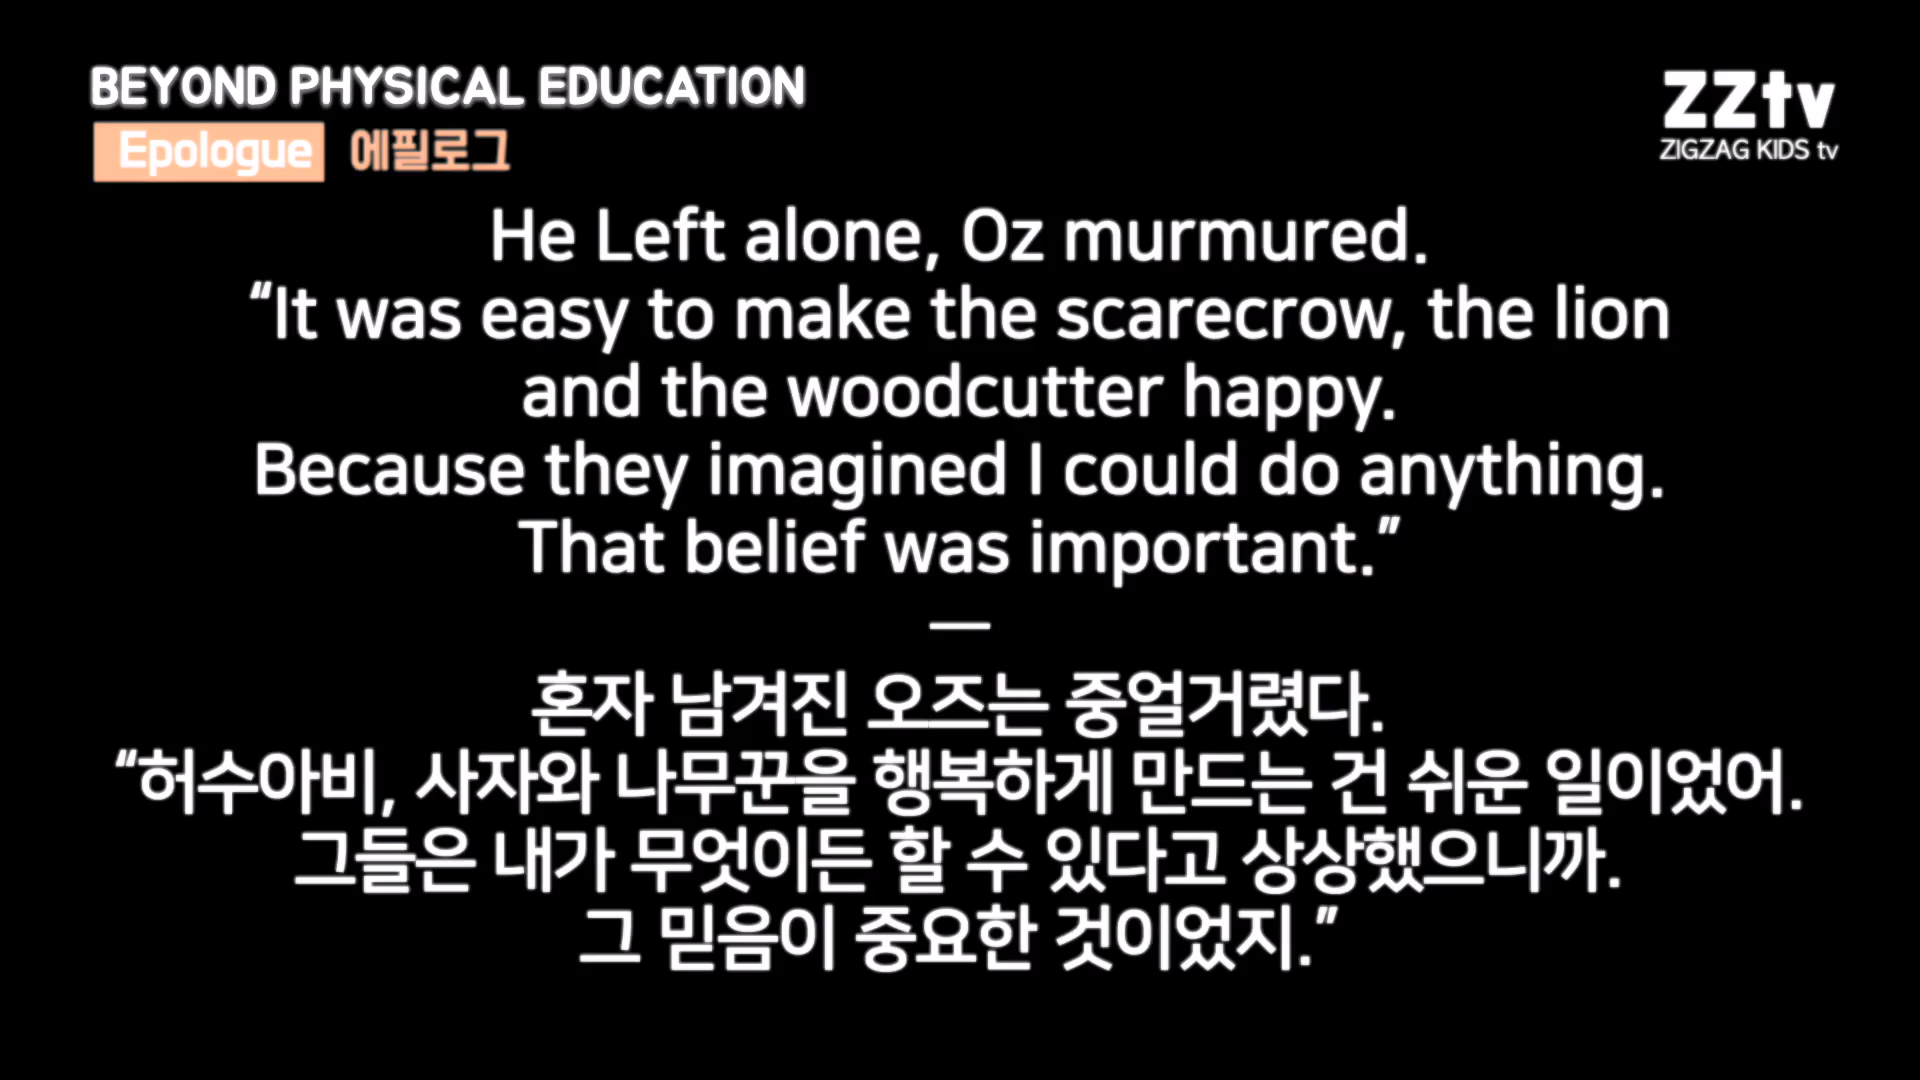 BEYOND PHYSICAL EDUCATION
Epologue 에필로그
ZZtv
ZIGZAG KIDS tv
He Left alone, Oz murmured.
“It was easy to make the scarecrow, the lion
and the woodcutter happy.
Because they imagined I could do anything.
That belief was important.”
—
혼자 남겨진 오즈는 중얼거렸다.
“허수아비, 사자와 나무꾼을 행복하게 만드는 건 쉬운 일이었어.
그들은 내가 무엇이든 할 수 있다고 상상했으니까.
그 믿음이 중요한 것이었지.”